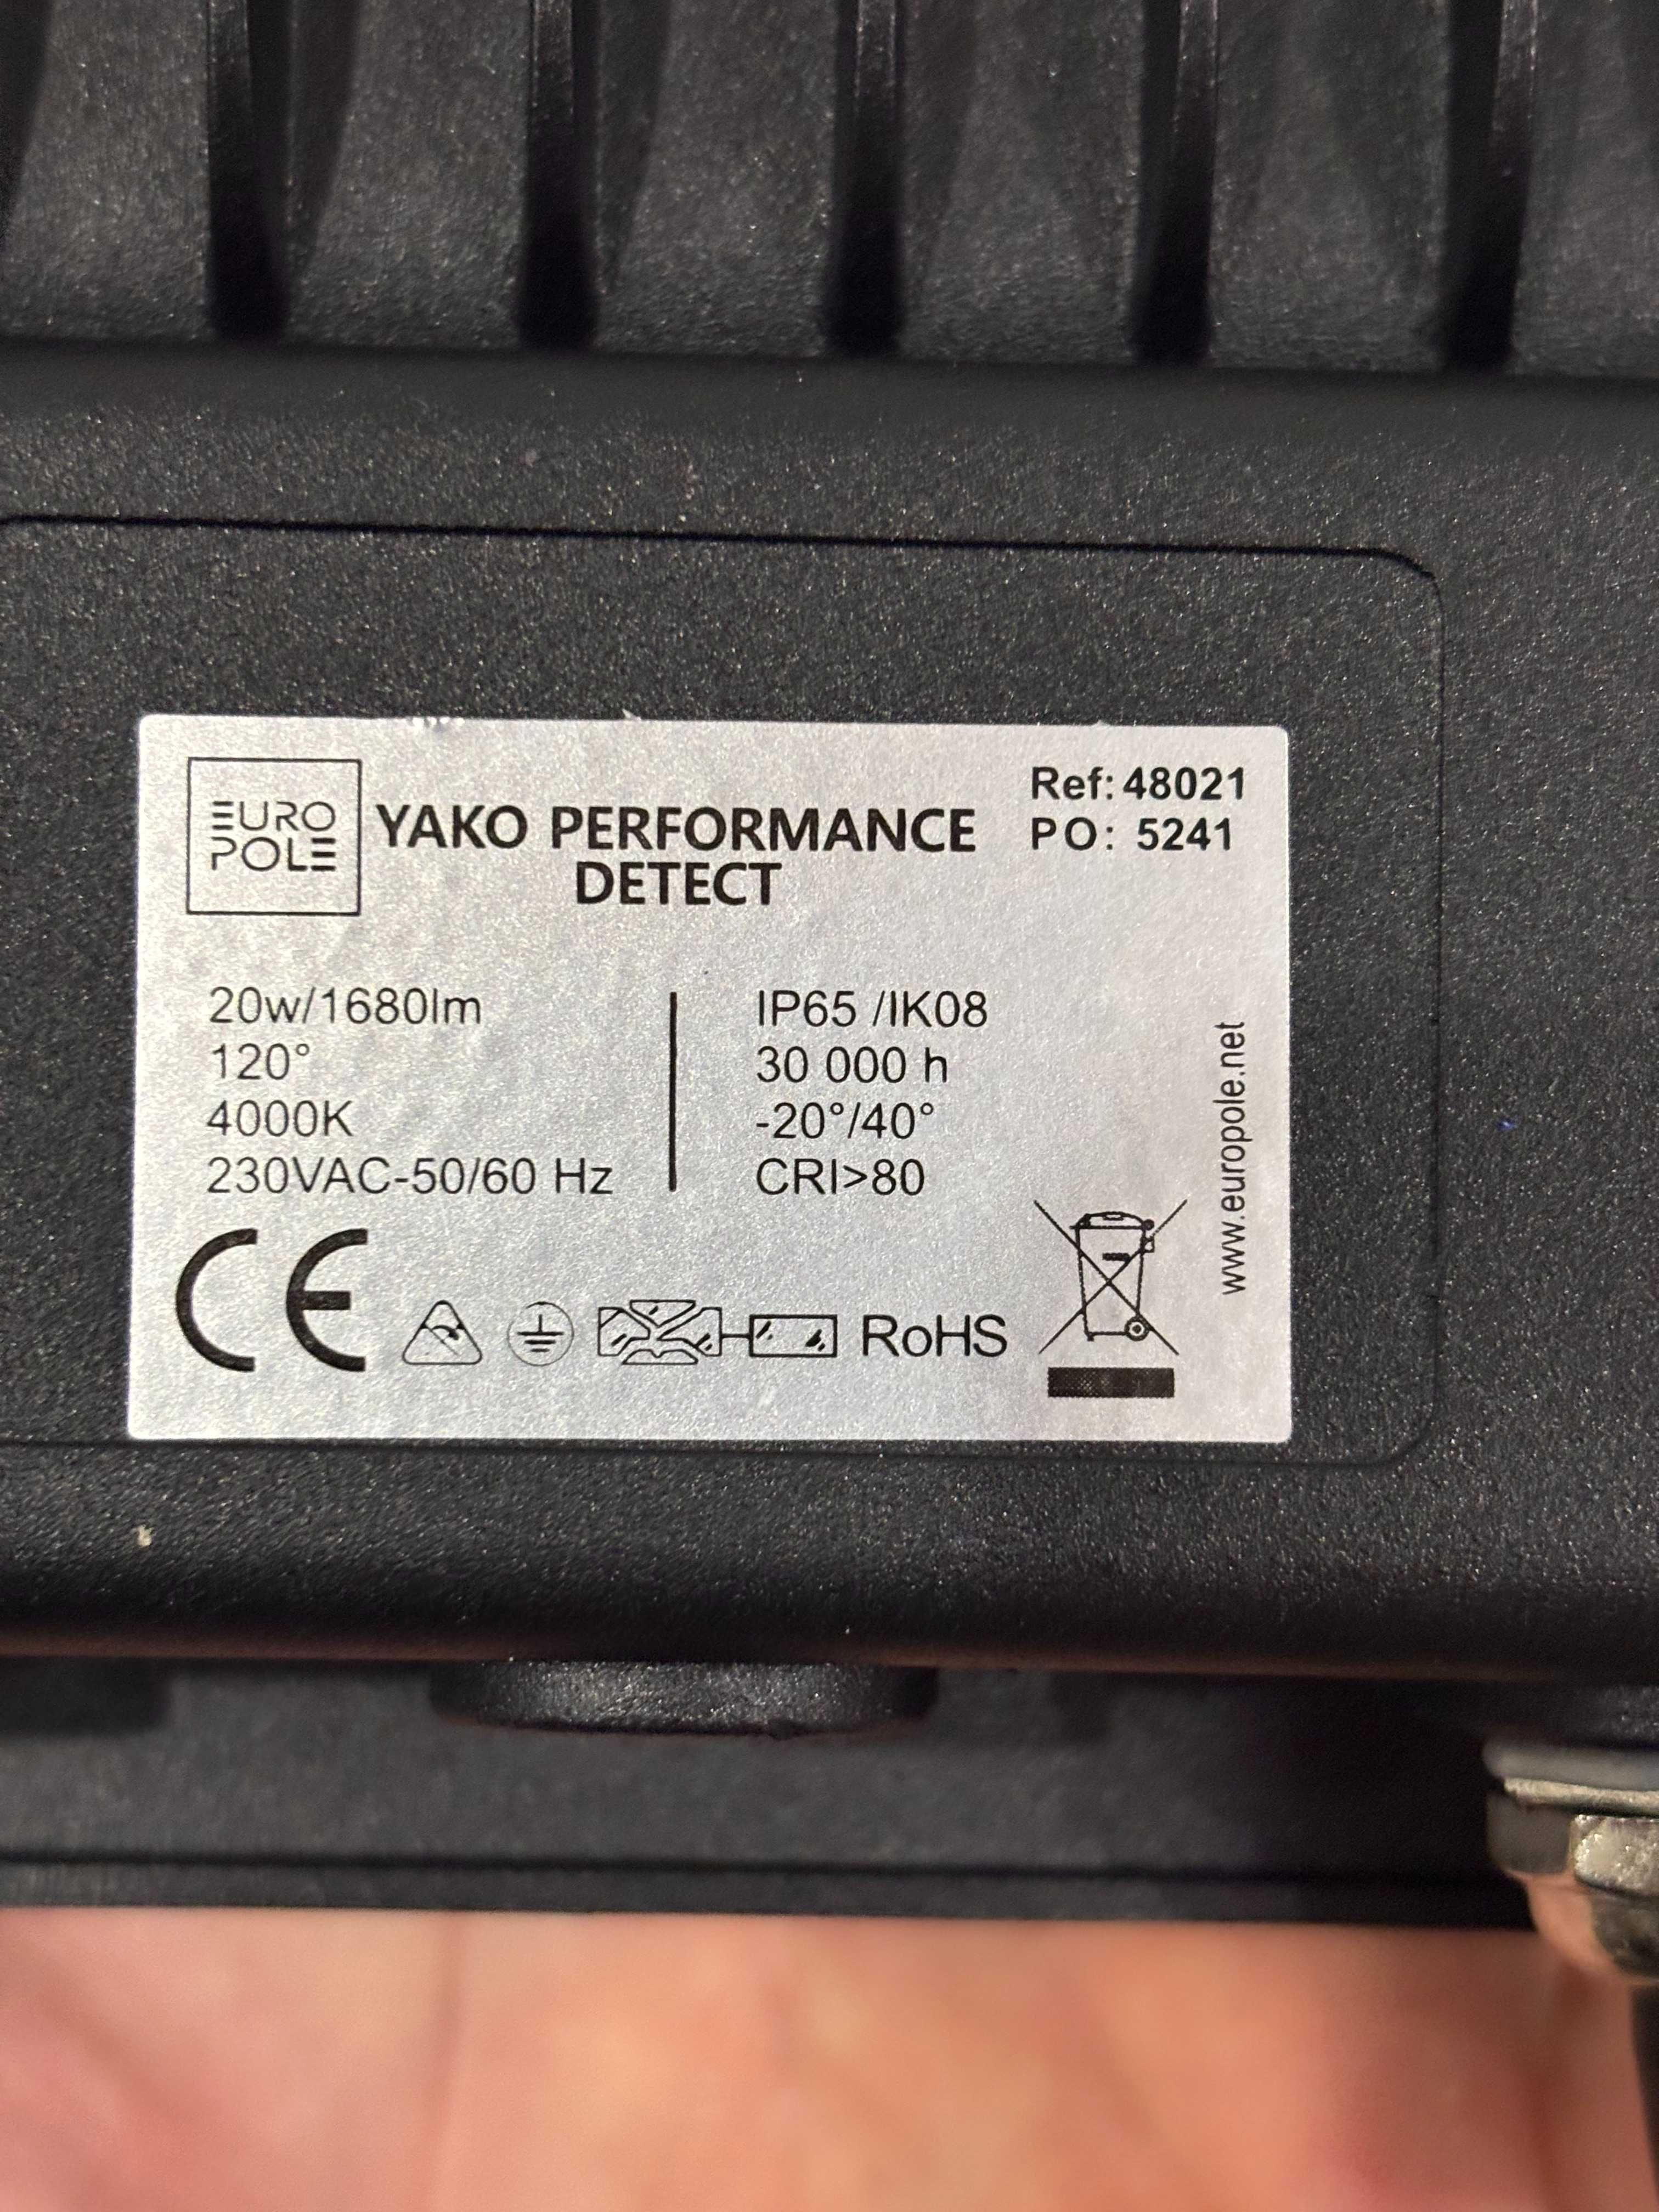 EURO
POLE
YAKO PERFORMANCE
DETECT
Ref: 48021
PO: 5241
20w/1680lm
120°
4000K
230VAC-50/60 Hz
IP65 /IK08
30 000 h
-20°/40°
CRI>80
CE
RoHS
www.europole.net